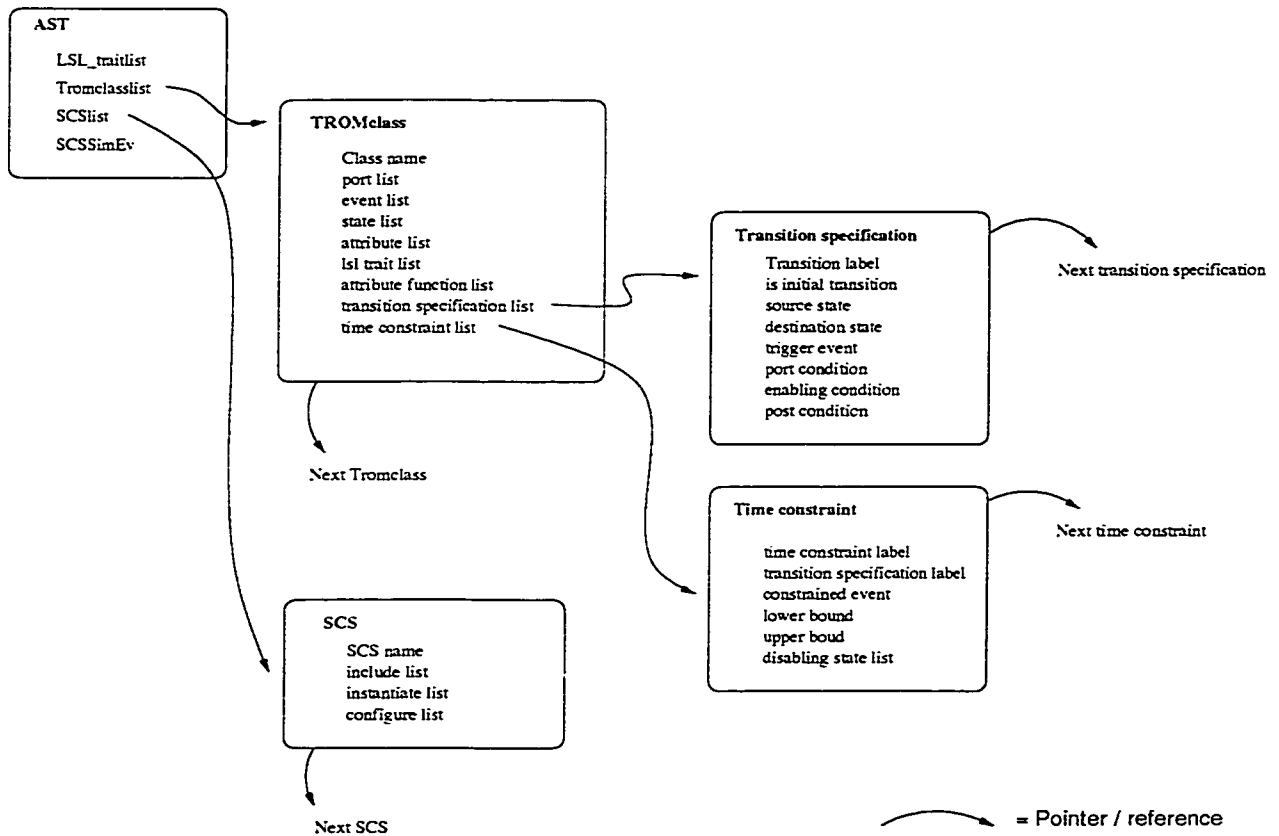 AST
LSL_traitlist
Tromclasslist
SCSlist
SCSSimEv
TROMclass
Class name
port list
event list
state list
attribute list
lsl trait list
attribute function list
transition specification list
time constraint list
Next Tromclass
Transition specification
Transition label
is initial transition
source state
destination state
trigger event
port condition
enabling condition
post condition
Next transition specification
Time constraint
time constraint label
transition specification label
constrained event
lower bound
upper boud
disabling state list
Next time constraint
SCS
SCS name
include list
instantiate list
configure list
Next SCS
= Pointer / reference